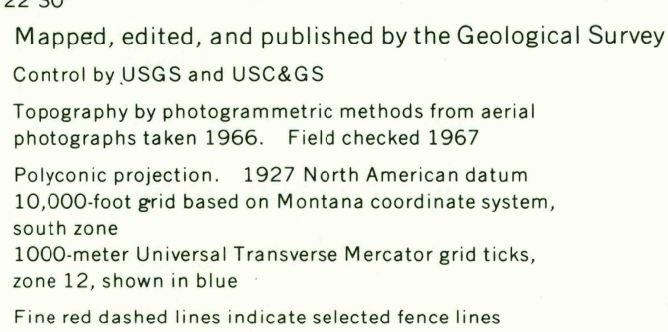 22'30"
Mapped, edited, and published by the Geological Survey
Control by USGS and USC&GS
Topography by photogrammetric methods from aerial
photographs taken 1966.   Field checked 1967
Polyconic projection.   1927 North American datum
10,000-foot grid based on Montana coordinate system,
south zone
1000-meter Universal Transverse Mercator grid ticks,
zone 12, shown in blue
Fine red dashed lines indicate selected fence lines